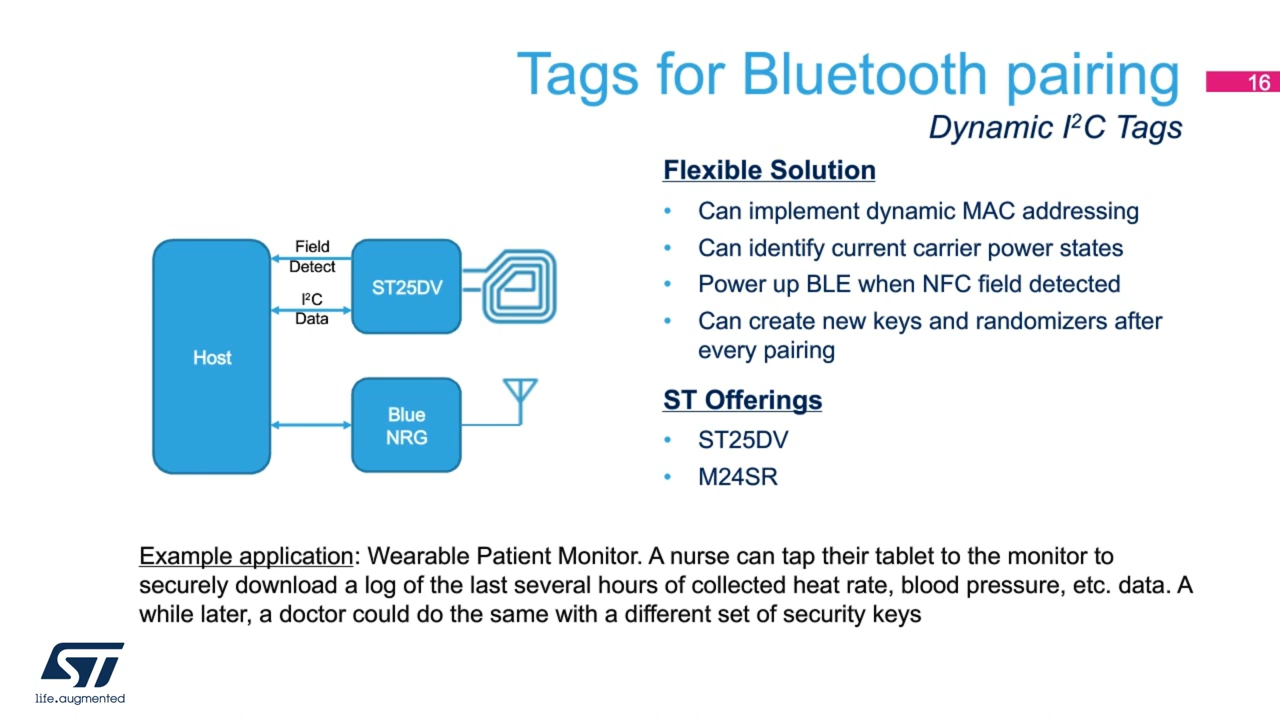 Tags for Bluetooth pairing
16
Dynamic I²C Tags
Flexible Solution
• Can implement dynamic MAC addressing
• Can identify current carrier power states
• Power up BLE when NFC field detected
• Can create new keys and randomizers after
every pairing
ST Offerings
• ST25DV
• M24SR
Host
Field
Detect
I²C
Data
ST25DV
Blue
NRG
Example application: Wearable Patient Monitor. A nurse can tap their tablet to the monitor to
securely download a log of the last several hours of collected heat rate, blood pressure, etc. data. A
while later, a doctor could do the same with a different set of security keys
ST
life.augmented